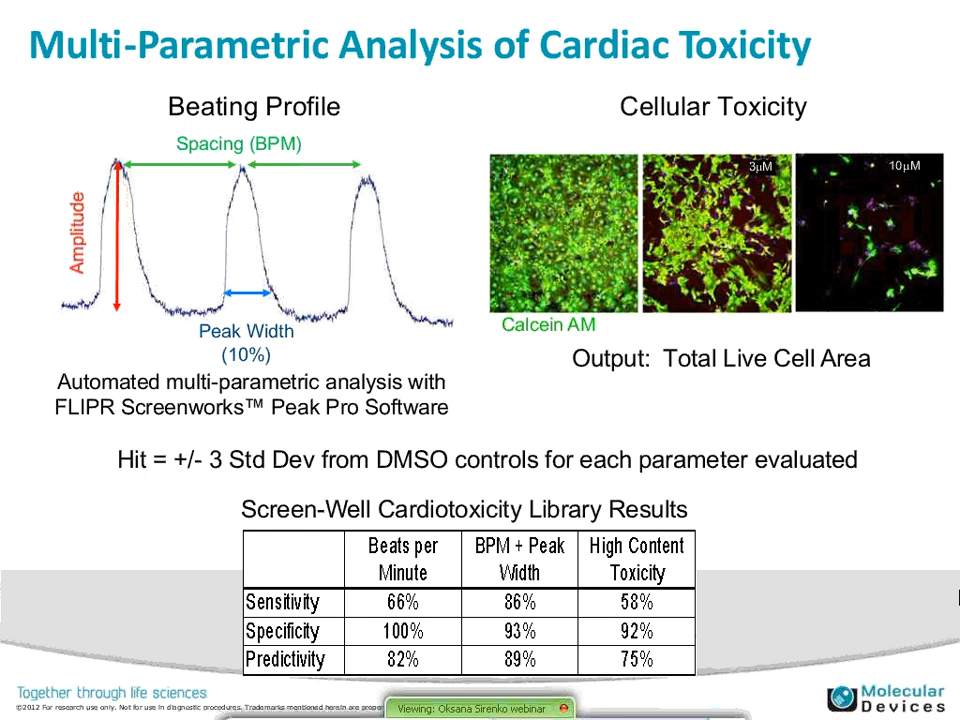 Multi-Parametric Analysis of Cardiac Toxicity
Beating Profile
Spacing (BPM)
Amplitude
Peak Width
(10%)
Automated multi-parametric analysis with
FLIPR Screenworks™ Peak Pro Software
Cellular Toxicity
3µM
10µM
Calcein AM
Output: Total Live Cell Area
Hit = +/- 3 Std Dev from DMSO controls for each parameter evaluated
Screen-Well Cardiotoxicity Library Results
Beats per Minute BPM + Peak Width High Content Toxicity
Sensitivity 66% 86% 58%
Specificity 100% 93% 92%
Predictivity 82% 89% 75%
Together through life sciences
©2012 For research use only. Not for use in diagnostic procedures. Trademarks mentioned herein are
Viewing: Oksana Sirenko webinar
Molecular
Devices